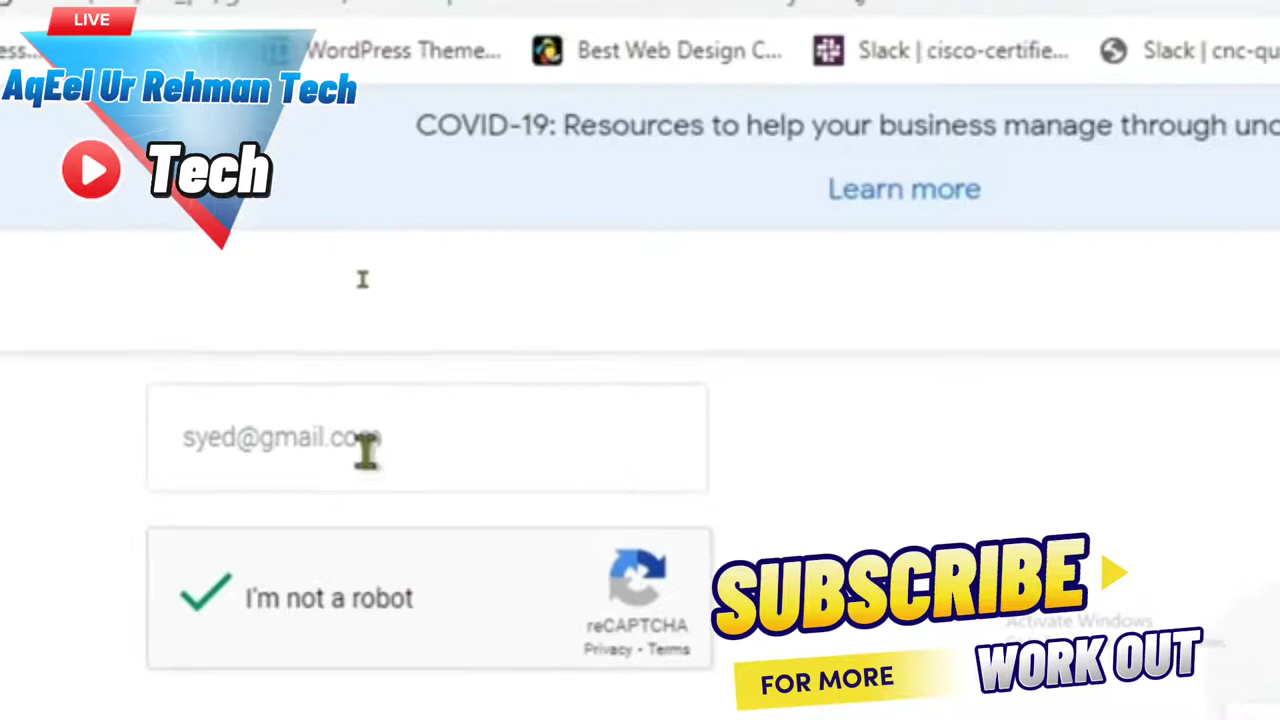 LIVE
WordPress Theme...
Best Web Design C...
Slack | cisco-certifie...
Slack | cnc-qu
AqEel Ur Rehman Tech
COVID-19: Resources to help your business manage through unc
Tech
Learn more
syed@gmail.com
I'm not a robot
reCAPTCHA
Privacy - Terms
SUBSCRIBE
Activate Windows
FOR MORE
WORK OUT